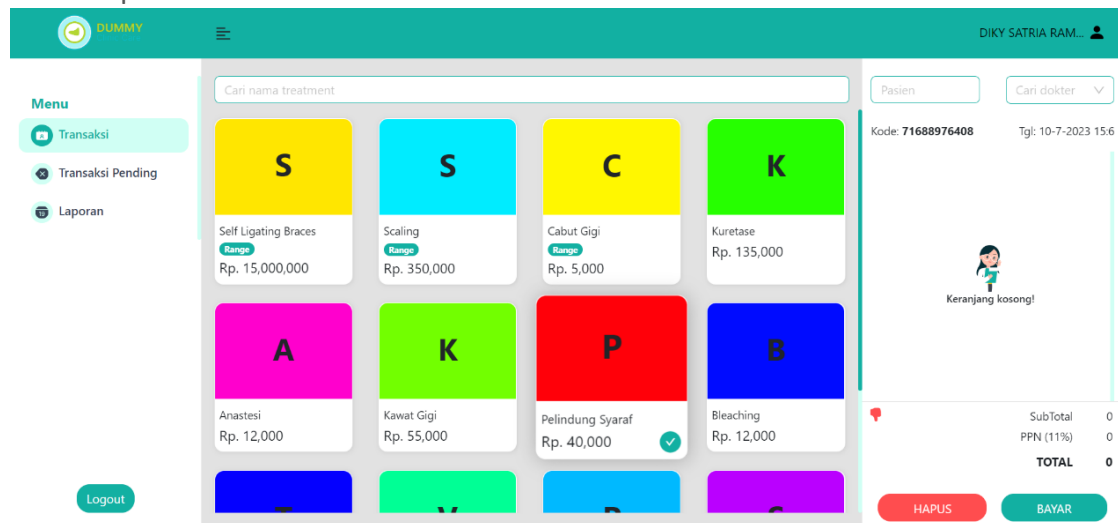 DUMMY
DIKY SATRIA RAM...
Menu
Transaksi
Transaksi Pending
Laporan
Logout
Cari nama treatment
S
Self Ligating Braces
Range
Rp. 15,000,000
S
Scaling
Range
Rp. 350,000
C
Cabut Gigi
Range
Rp. 5,000
K
Kuretase
Rp. 135,000
A
Anastesi
Rp. 12,000
K
Kawat Gigi
Rp. 55,000
P
Pelindung Syaraf
Rp. 40,000
B
Bleaching
Rp. 12,000
Pasien
Cari dokter
Kode: 71688976408
Tgl: 10-7-2023 15:6
Keranjang kosong!
SubTotal 0
PPN (11%) 0
TOTAL 0
HAPUS
BAYAR